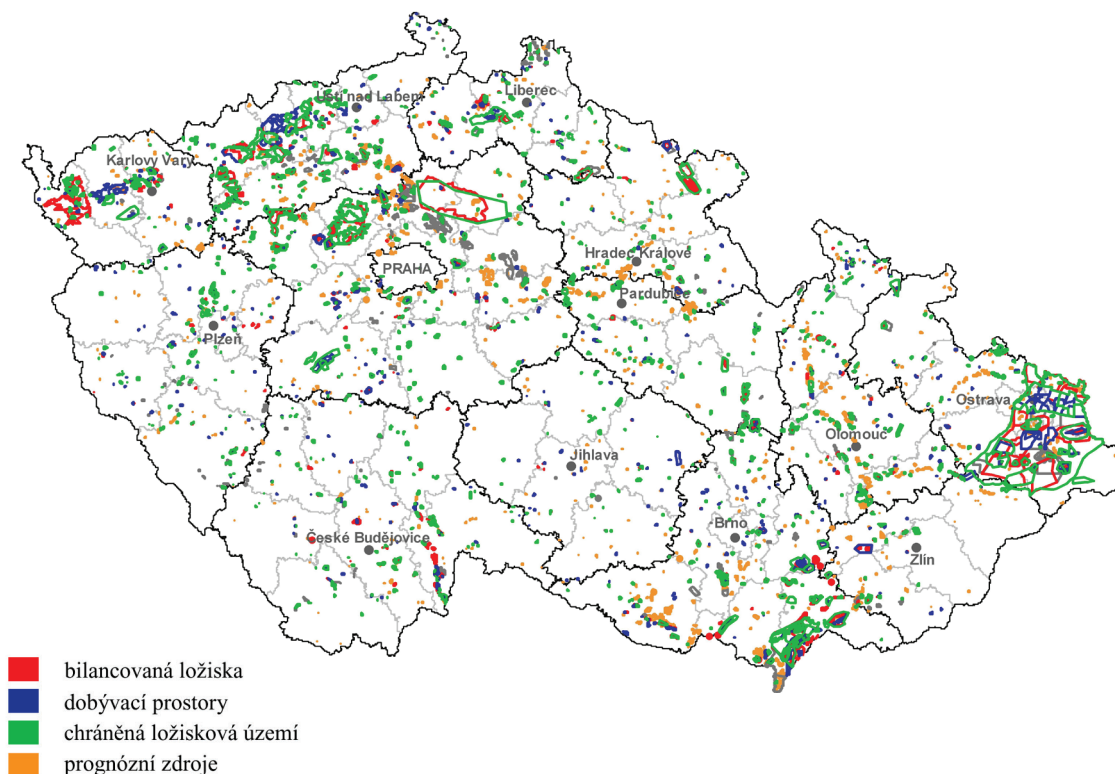 Ústí nad Labem
Liberec
Karlovy Vary
Hradec Králové
PRAHA
Pardubice
Plzeň
Ostrava
Olomouc
Jihlava
Brno
České Budějovice
Zlín
bilancovaná ložiska
dobývací prostory
chráněná ložisková území
prognózní zdroje